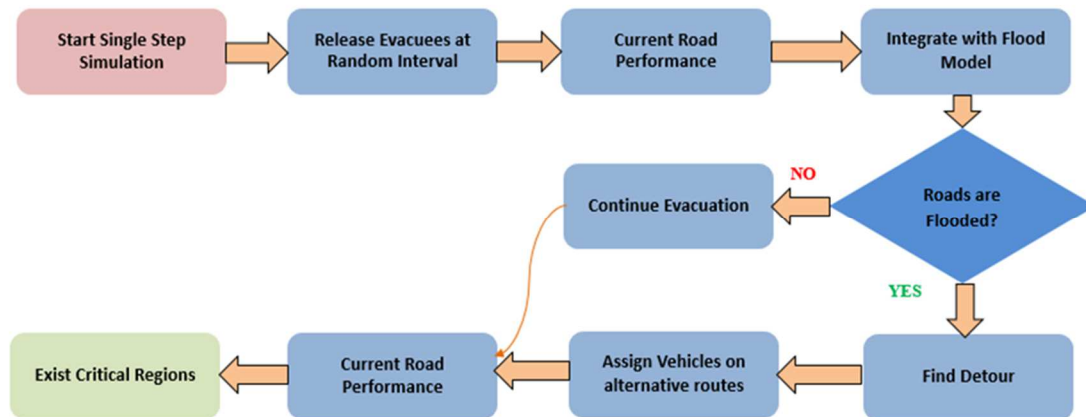 Start Single Step
Simulation
Release Evacuees at
Random Interval
Current Road
Performance
Integrate with Flood
Model
Roads are
Flooded?
NO
Continue Evacuation
YES
Find Detour
Assign Vehicles on
alternative routes
Current Road
Performance
Exist Critical Regions